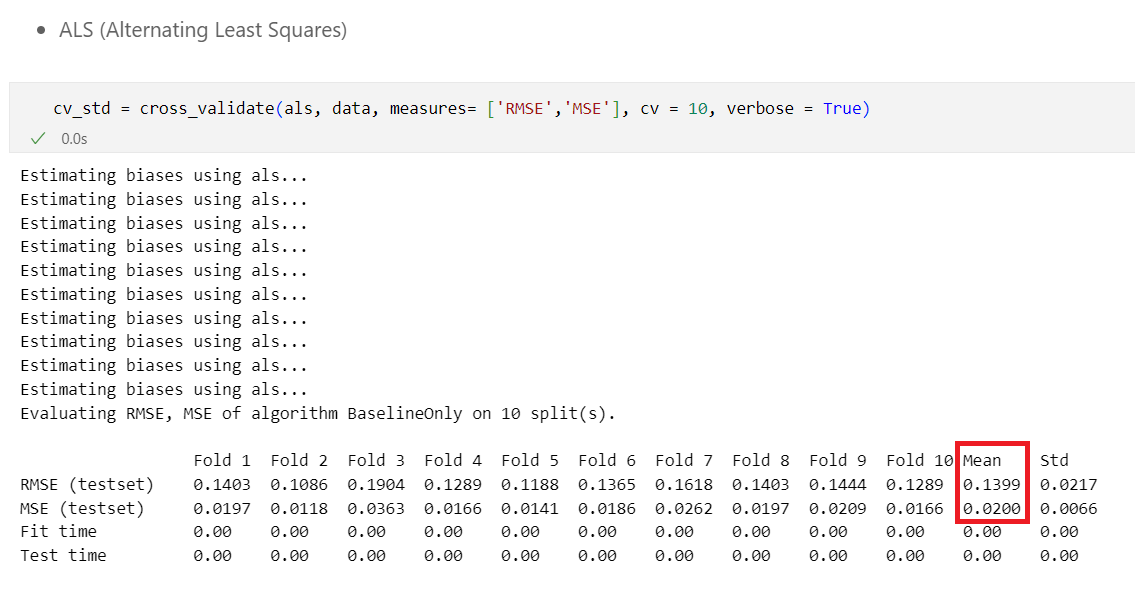 • ALS (Alternating Least Squares)
cv_std = cross_validate(als, data, measures= ['RMSE','MSE'], cv = 10, verbose = True)
✓ 0.0s
Estimating biases using als...
Estimating biases using als...
Estimating biases using als...
Estimating biases using als...
Estimating biases using als...
Estimating biases using als...
Estimating biases using als...
Estimating biases using als...
Estimating biases using als...
Estimating biases using als...
Evaluating RMSE, MSE of algorithm BaselineOnly on 10 split(s).
Fold 1 Fold 2 Fold 3 Fold 4 Fold 5 Fold 6 Fold 7 Fold 8 Fold 9 Fold 10 Mean Std
RMSE (testset) 0.1403 0.1086 0.1904 0.1289 0.1188 0.1365 0.1618 0.1403 0.1444 0.1289 0.1399 0.0217
MSE (testset) 0.0197 0.0118 0.0363 0.0166 0.0141 0.0186 0.0262 0.0197 0.0209 0.0166 0.0200 0.0066
Fit time 0.00 0.00 0.00 0.00 0.00 0.00 0.00 0.00 0.00 0.00 0.00 0.00
Test time 0.00 0.00 0.00 0.00 0.00 0.00 0.00 0.00 0.00 0.00 0.00 0.00